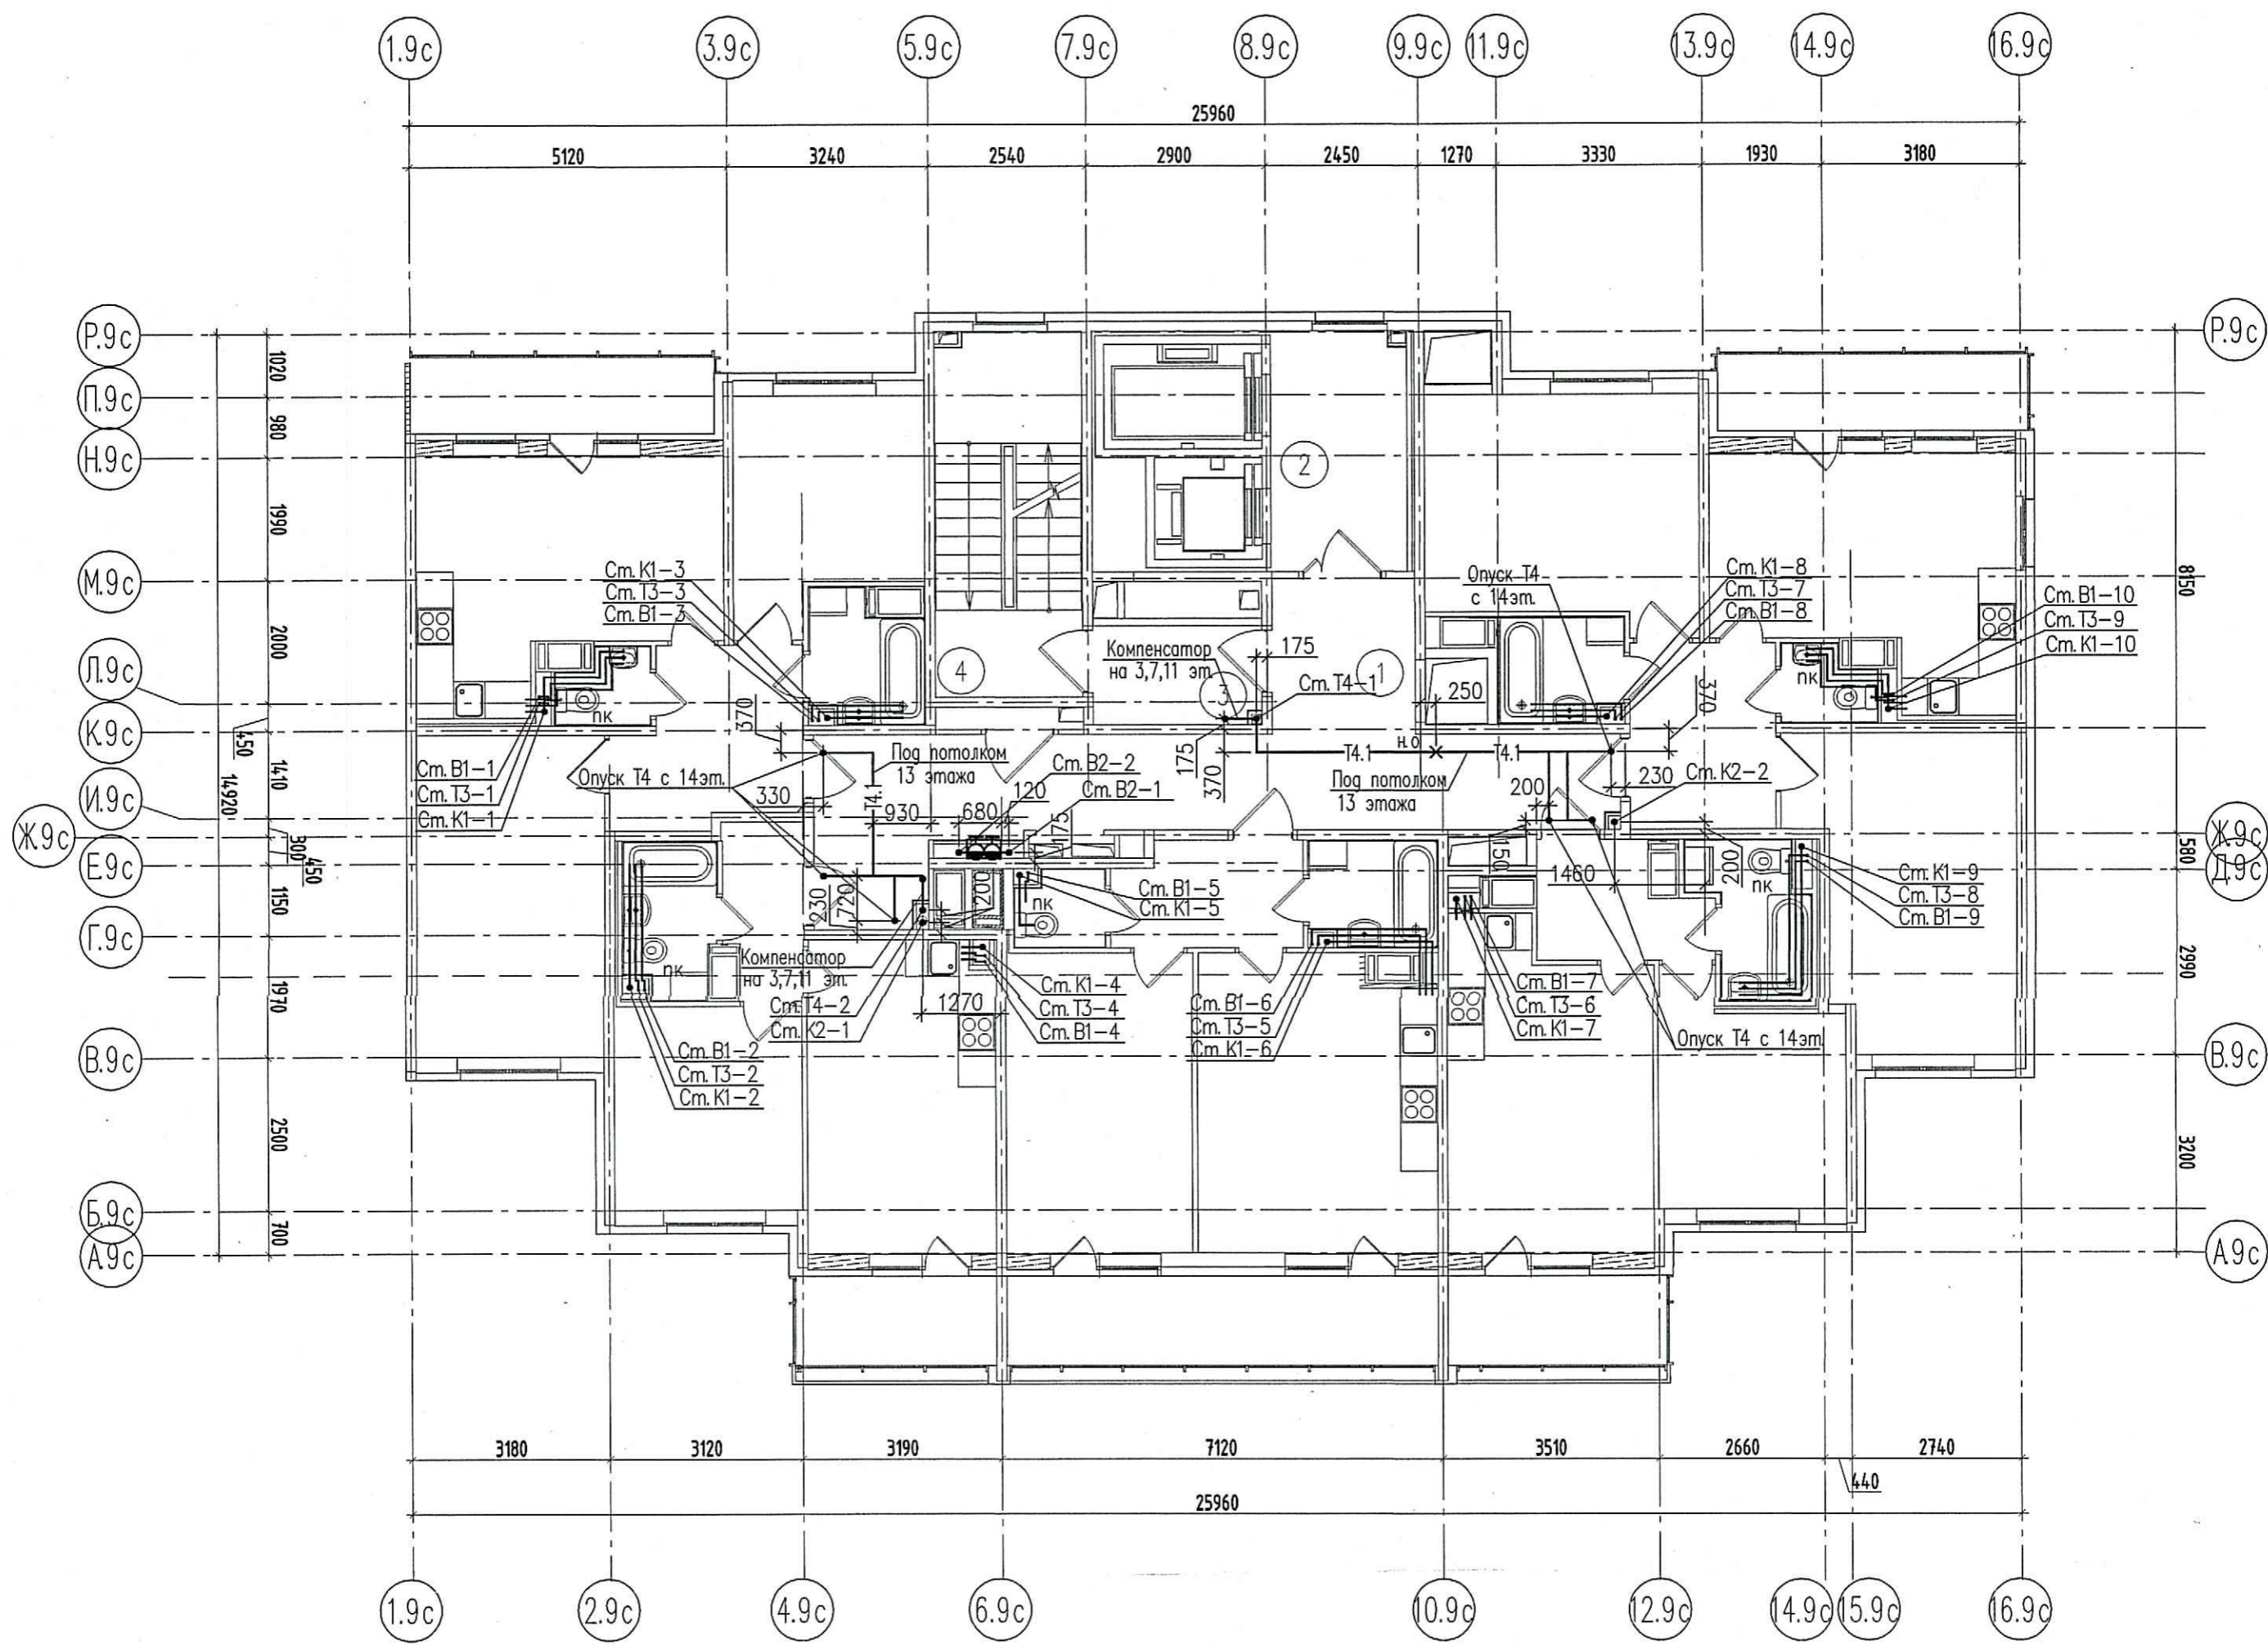 1.9с 3.9с 5.9с 7.9с 8.9с 9.9с 11.9с 13.9с 14.9с 16.9с
25960
5120 3240 2540 2900 2450 1270 3330 1930 3180
Р.9с
П.9с
Н.9с
М.9с
Л.9с
К.9с
И.9с
Ж.9с
Е.9с
Г.9с
В.9с
Б.9с
А.9с
1020
980
1990
2000
450
1410
300
450
1150
1970
2500
700
14920
Р.9с
Ж.9с
Д.9с
В.9с
А.9с
8150
580
2990
3200
2
4
1
3
Ст. К1-3
Ст. Т3-3
Ст. В1-3
Опуск Т4
с 14эт.
Ст. К1-8
Ст. Т3-7
Ст. В1-8
Ст. В1-10
Ст. Т3-9
Ст. К1-10
Компенсатор
на 3,7,11 эт.
175
Ст. Т4-1
250
370
370
пк
пк
Ст. В1-1
Ст. Т3-1
Ст. К1-1
Под потолком
13 этажа
Опуск Т4 с 14эт.
330
Т4.1
930
680
120
Ст. В2-2
Ст. В2-1
175
175
370
Т4.1
н.о
Т4.1
Под потолком
13 этажа
200
230
Ст. К2-2
150
1460
200
пк
Ст. К1-9
Ст. Т3-8
Ст. В1-9
230
720
200
пк
Ст. В1-5
Ст. К1-5
пк
Компенсатор
на 3,7,11 эт.
Ст. Т4-2
Ст. К2-1
1270
Ст. К1-4
Ст. Т3-4
Ст. В1-4
Ст. В1-6
Ст. Т3-5
Ст. К1-6
Ст. В1-7
Ст. Т3-6
Ст. К1-7
Опуск Т4 с 14эт.
Ст. В1-2
Ст. Т3-2
Ст. К1-2
3180 3120 3190 7120 3510 2660 2740
440
25960
1.9с 2.9с 4.9с 6.9с 10.9с 12.9с 14.9с 15.9с 16.9с